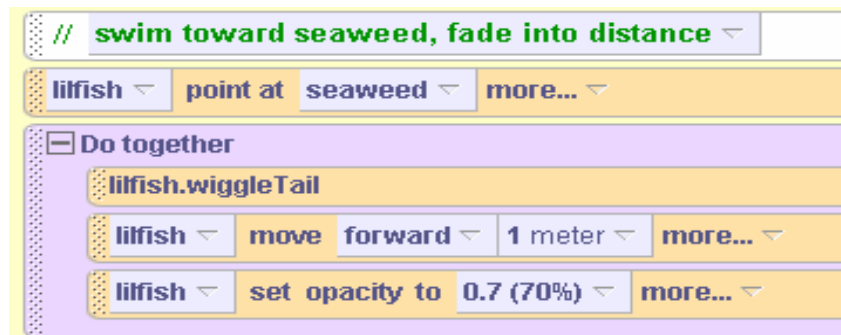 // swim toward seaweed, fade into distance
lilfish point at seaweed more...
Do together
lilfish.wiggleTail
lilfish move forward 1 meter more...
lilfish set opacity to 0.7 (70%) more...